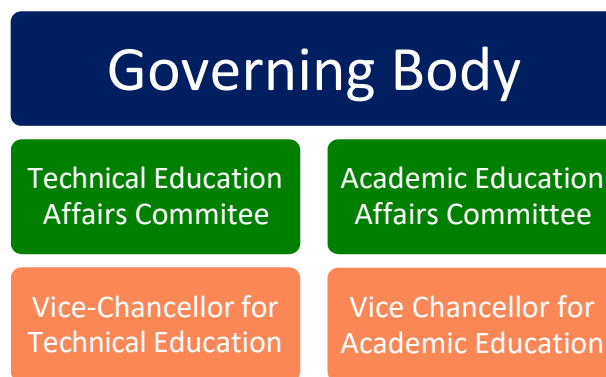 Governing Body
Technical Education
Affairs Commitee
Academic Education
Affairs Committee
Vice-Chancellor for
Technical Education
Vice Chancellor for
Academic Education